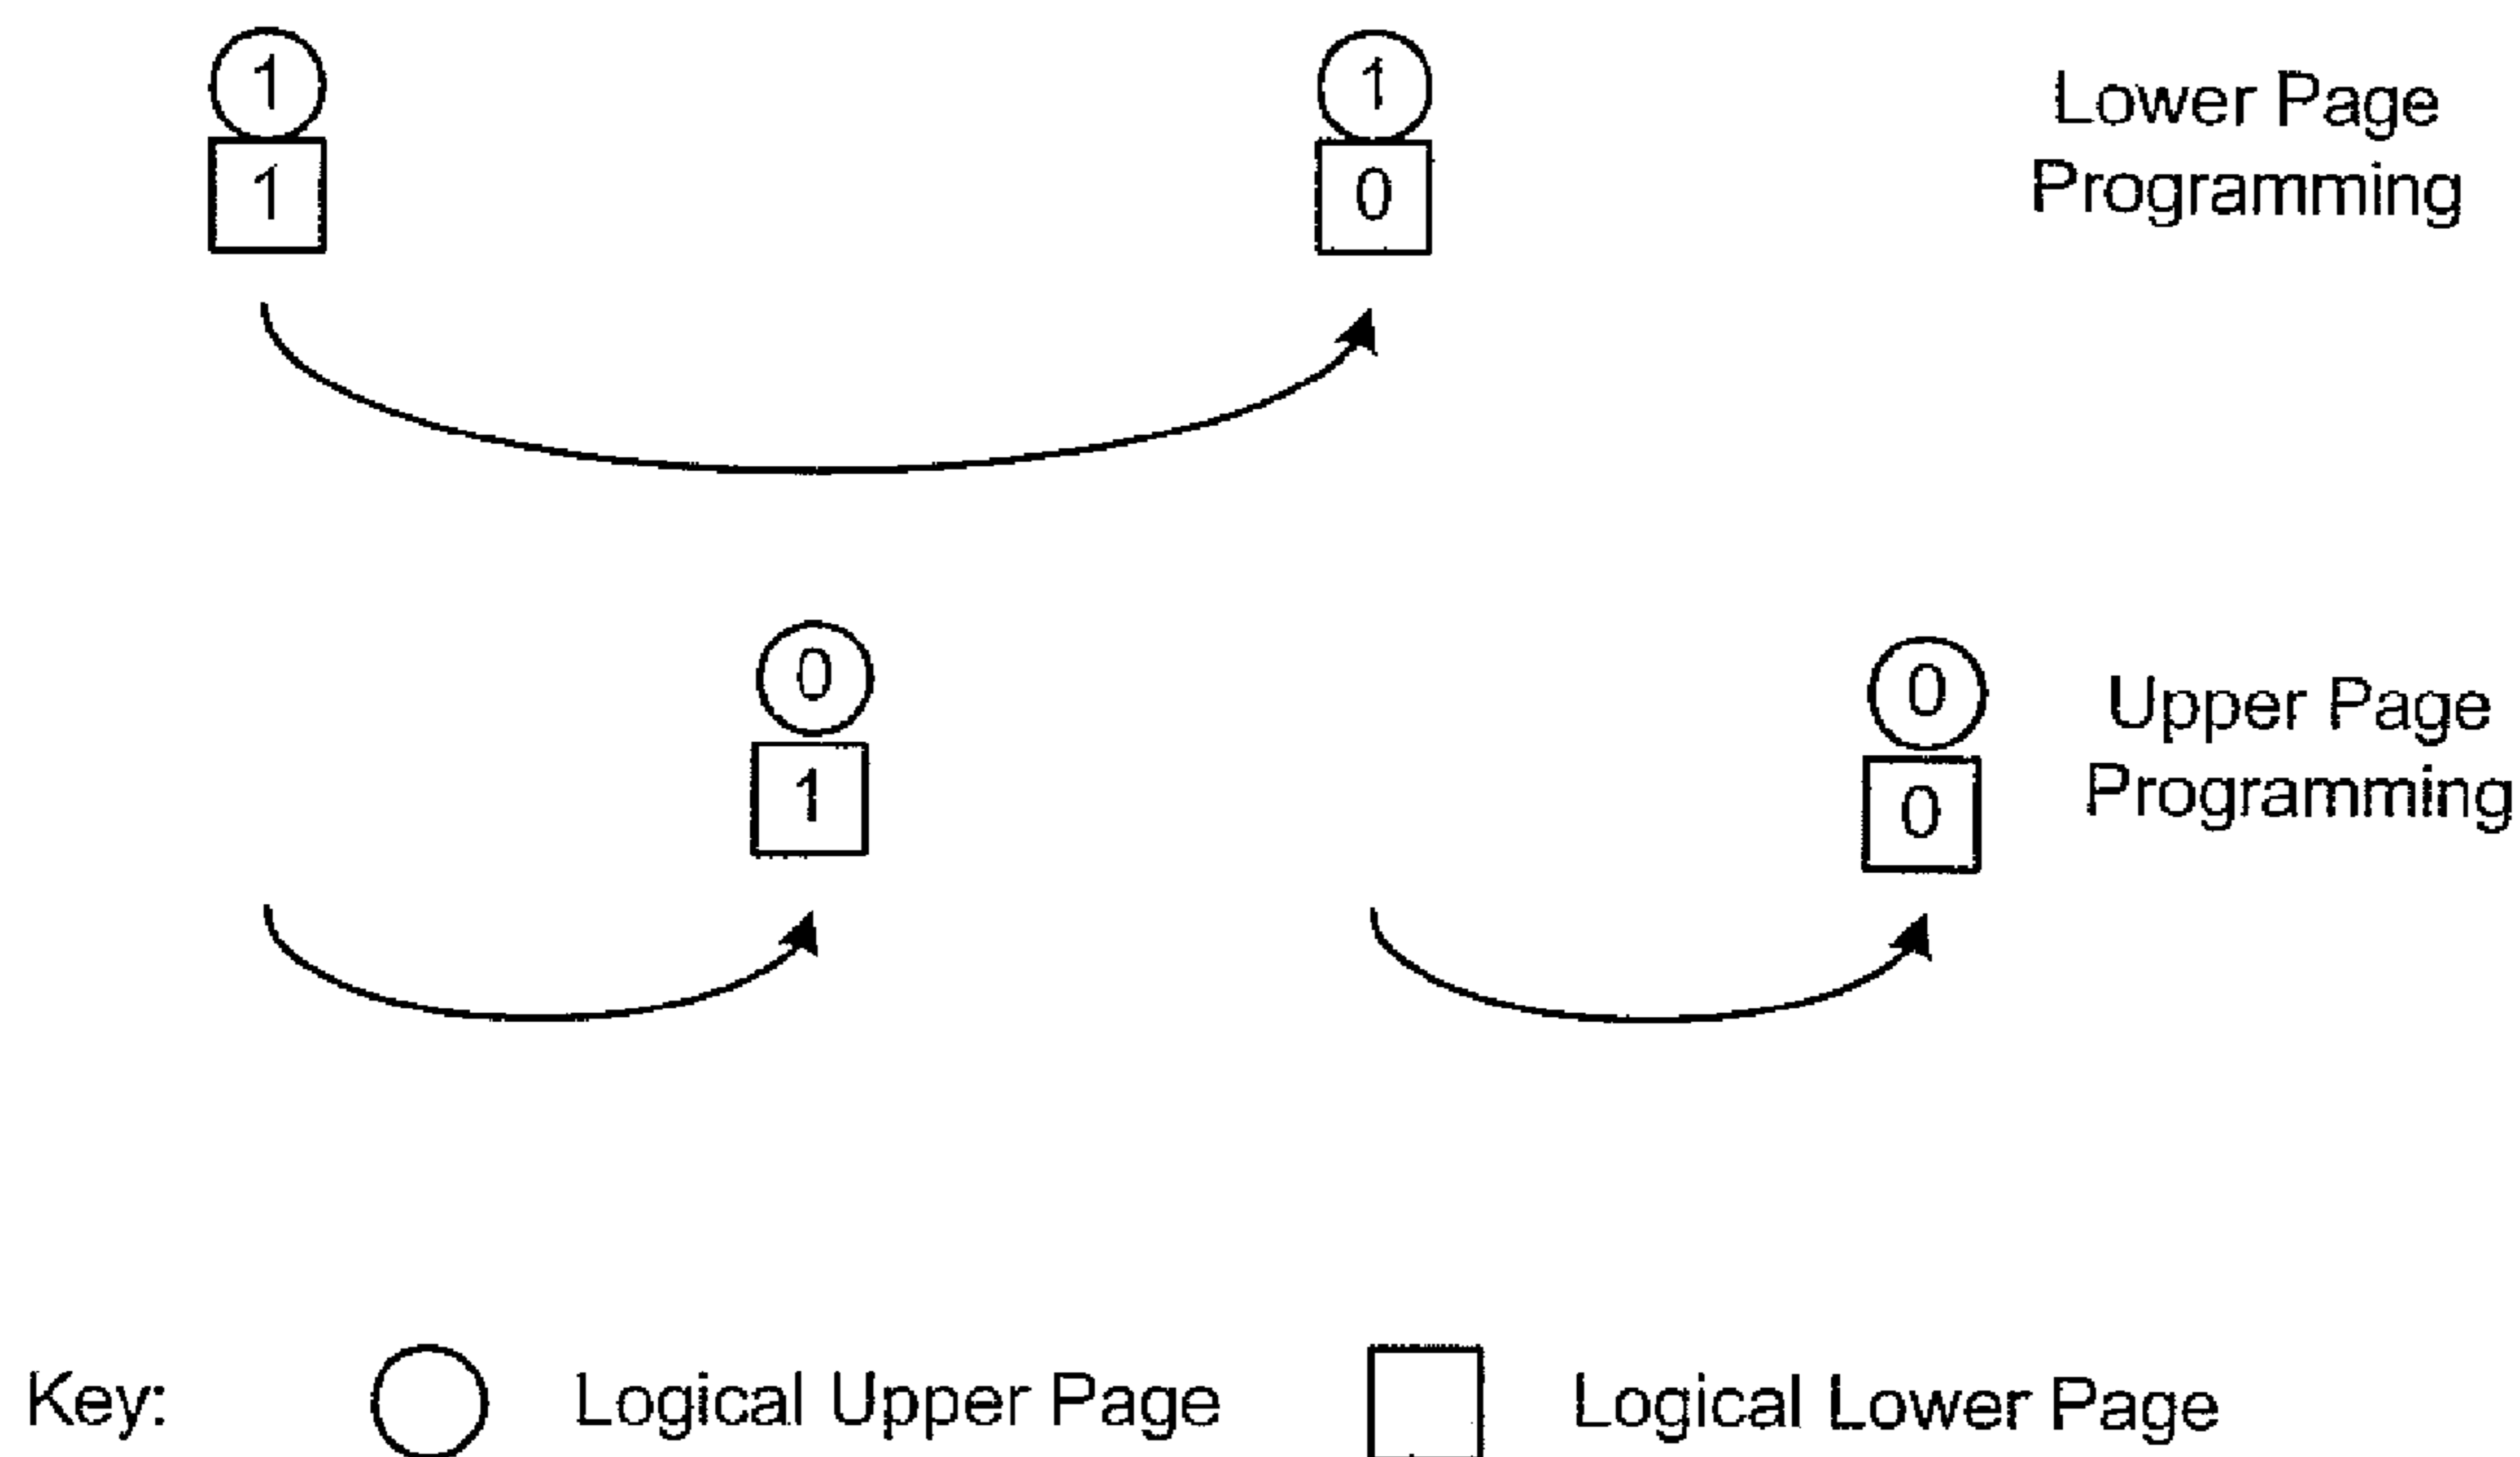 1 1 Lower Page
1 0 Programming
0 0 Upper Page
1 0 Programming
Key: Logical Upper Page Logical Lower Page